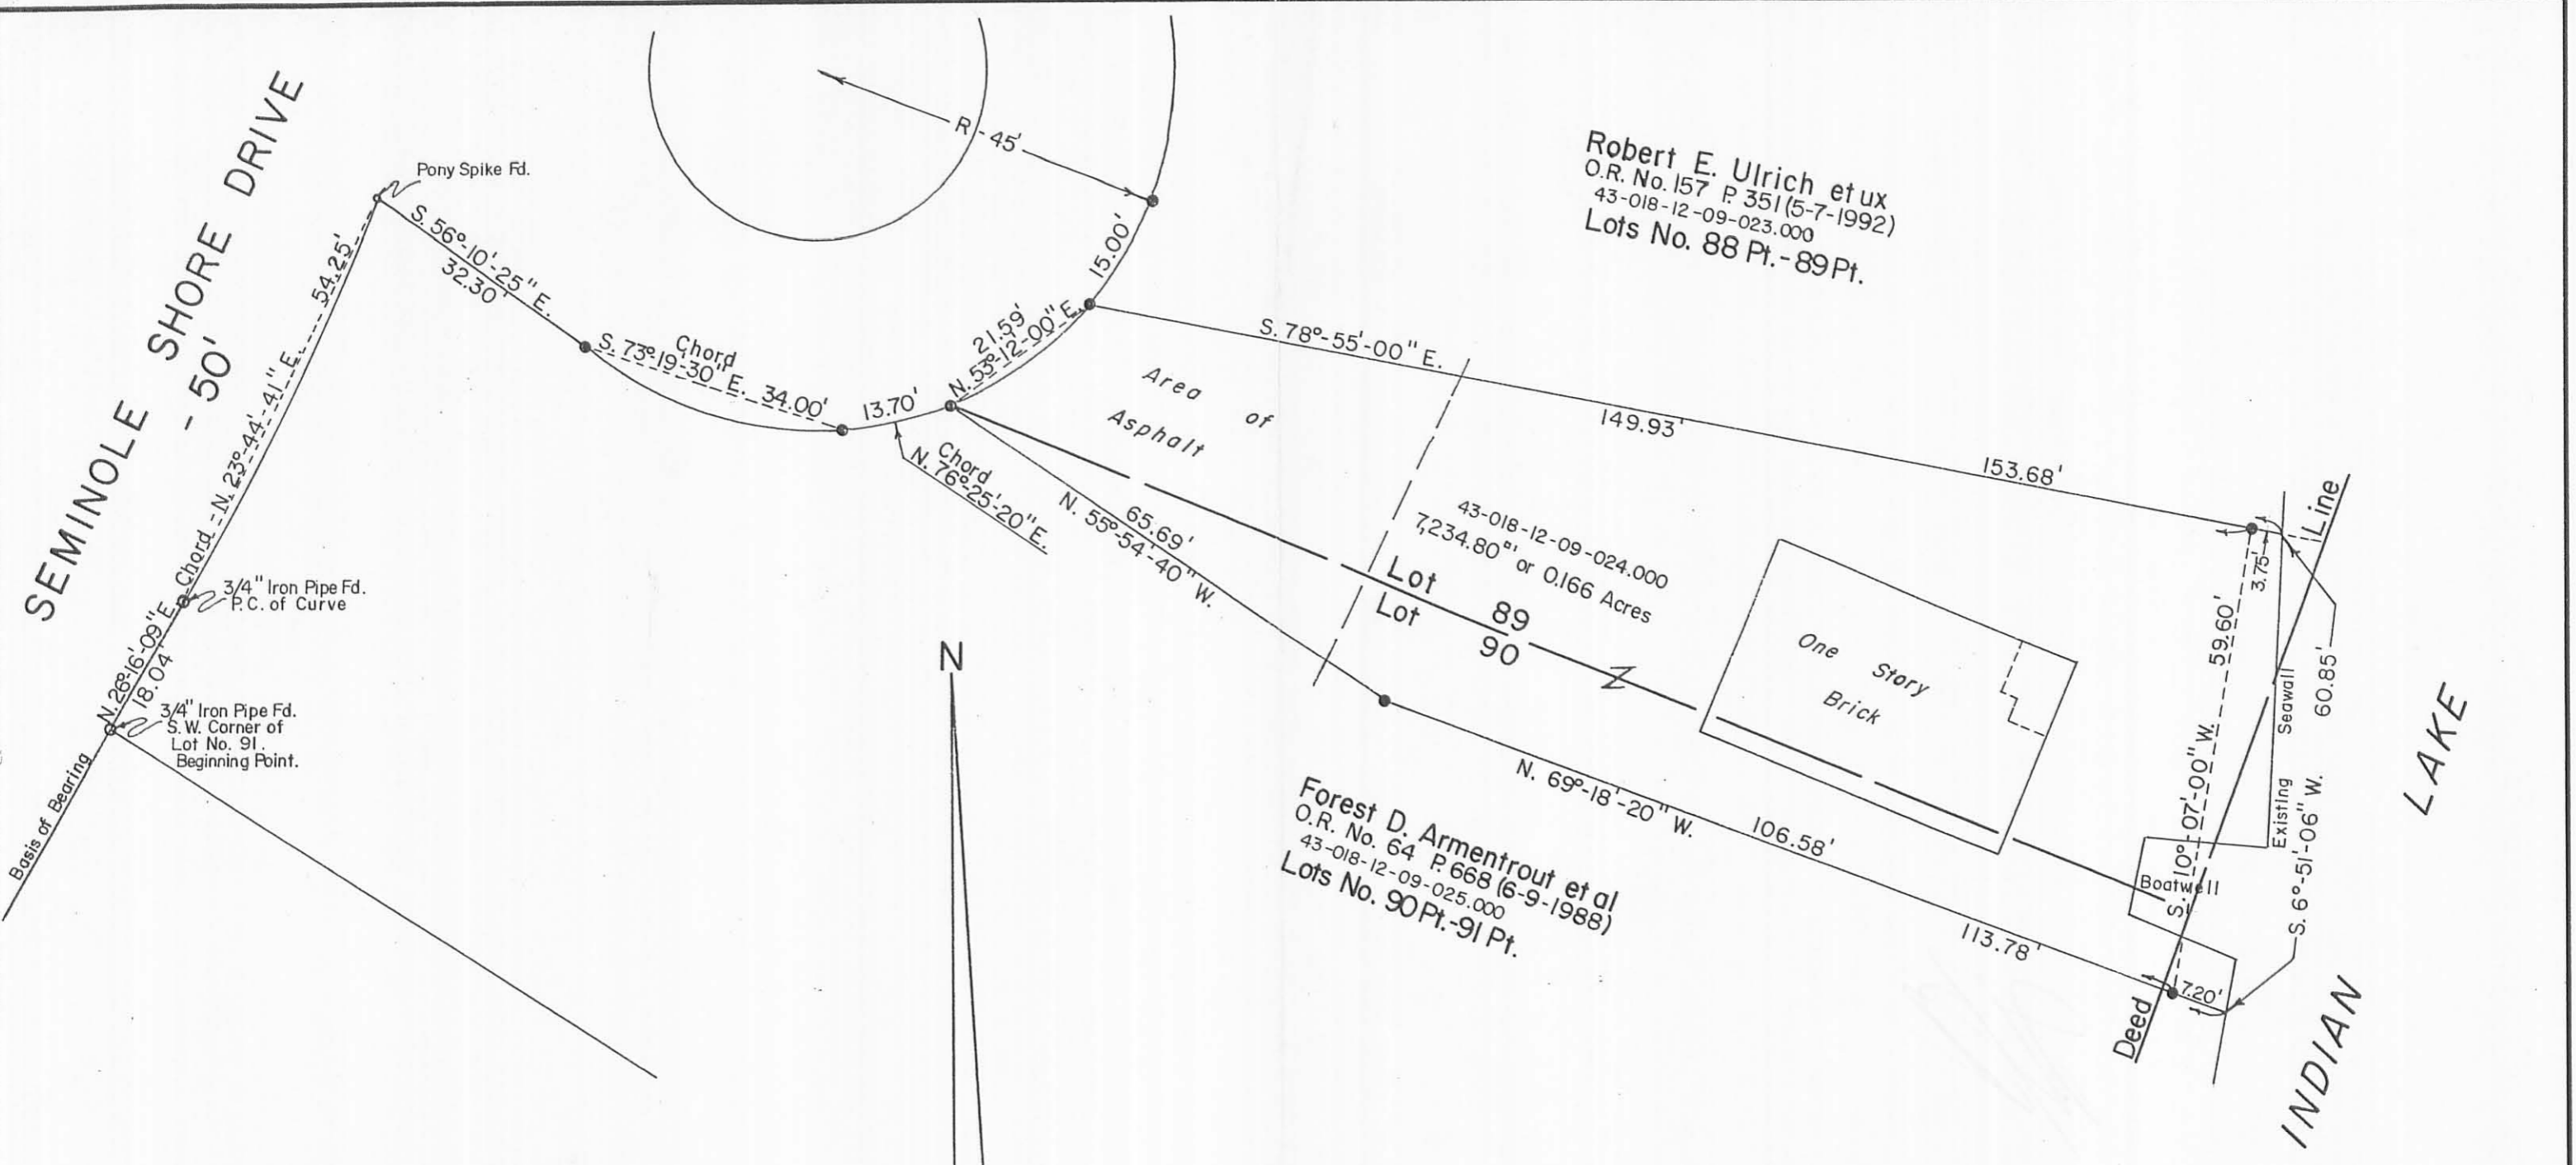 SEMINOLE SHORE DRIVE
- 50'
Pony Spike Fd.
54.25'
Chord - N. 23°-44'-41" E.
3/4" Iron Pipe Fd.
P.C. of Curve
N. 26°-16'-09" E.
18.04'
3/4" Iron Pipe Fd.
S.W. Corner of
Lot No. 91.
Beginning Point.
Basis of Bearing
S. 56°-10'-25" E.
32.30'
Chord
S. 73°-19'-30" E. 34.00'
13.70'
Chord
N. 76°-25'-20" E.
21.59'
N. 53°-12'-00" E.
15.00'
R - 45'
Robert E. Ulrich et ux
O.R. No. 157 P. 351 (5-7-1992)
43-018-12-09-023.000
Lots No. 88 Pt. - 89 Pt.
S. 78°-55'-00" E.
149.93'
153.68'
Area of
Asphalt
65.69'
N. 55°-54'-40" W.
43-018-12-09-024.000
7,234.80 □' or 0.166 Acres
Lot 89
Lot 90
One Story
Brick
N. 69°-18'-20" W.
106.58'
113.78'
Forest D. Armentrout et al
O.R. No. 64 P. 668 (6-9-1988)
43-018-12-09-025.000
Lots No. 90 Pt. - 91 Pt.
N
Line
3.75'
59.60'
S. 10°-07'-00" W.
Existing Seawall
60.85'
S. 6°-51'-06" W.
Boatwell
7.20'
Deed
INDIAN LAKE